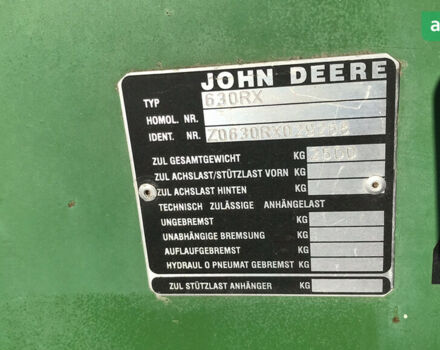 JOHN DEERE
TYP 630RX
HOMOL. NR.
IDENT. NR.
ZUL GESAMTGEWICHT KG 2500
ZUL ACHSLAST/STÜTZLAST VORN KG
ZUL ACHSLAST HINTEN KG
TECHNISCH ZULÄSSIGE ANHÄNGELAST
UNGEBREMST KG
UNABHÄNGIGE BREMSUNG KG
AUFLAUFGEBREMST KG
HYDRAUL O PNEUMAT GEBREMST KG
ZUL STÜTZLAST ANHÄNGER KG